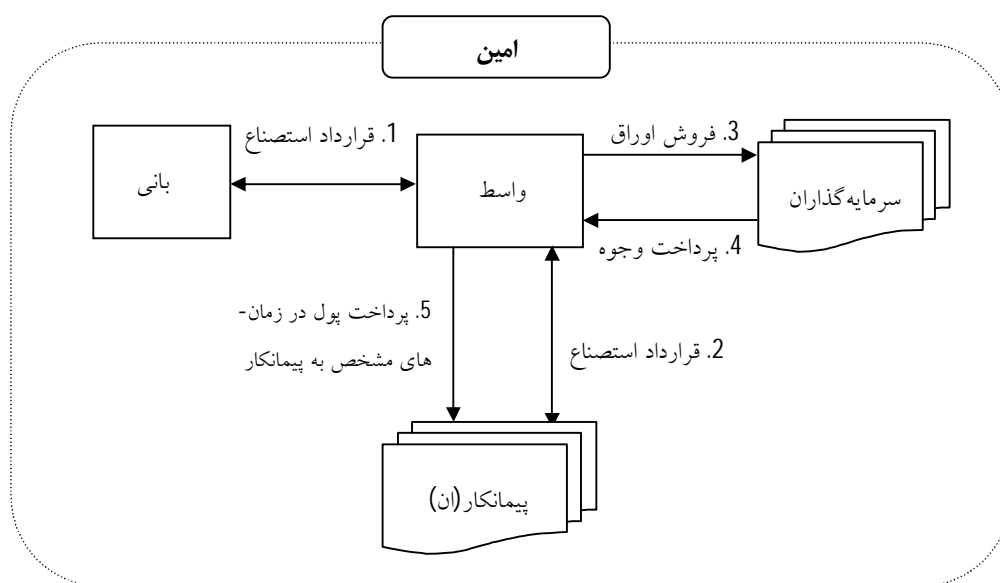 امین
1. قرارداد استصناع
3. فروش اوراق
بانی
واسط
سرمایه‌گذاران
4. پرداخت وجوه
5. پرداخت پول در زمان-
های مشخص به پیمانکار
2. قرارداد استصناع
پیمانکار(ان)